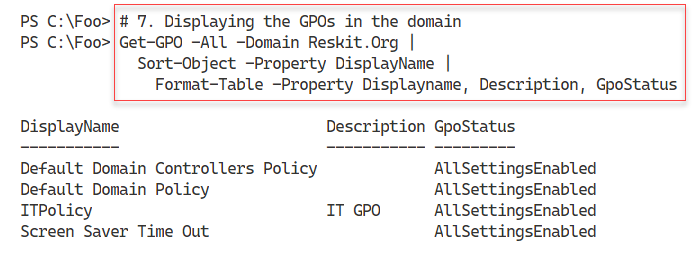 PS C:\Foo> # 7. Displaying the GPOs in the domain
PS C:\Foo> Get-GPO -All -Domain Reskit.Org |
Sort-Object -Property DisplayName |
Format-Table -Property Displayname, Description, GpoStatus
DisplayName Description GpoStatus
----------- ----------- ---------
Default Domain Controllers Policy AllSettingsEnabled
Default Domain Policy AllSettingsEnabled
ITPolicy IT GPO AllSettingsEnabled
Screen Saver Time Out AllSettingsEnabled